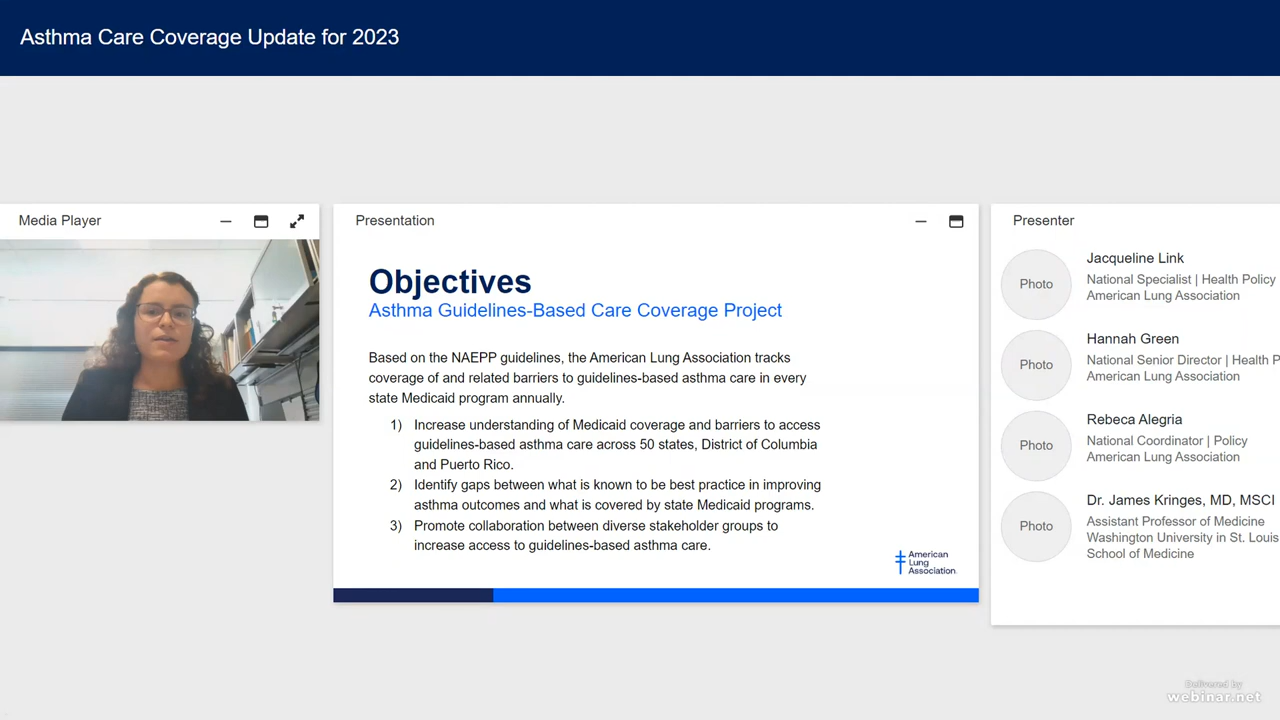 Asthma Care Coverage Update for 2023
Media Player
Presentation
Objectives
Asthma Guidelines-Based Care Coverage Project
Based on the NAEPP guidelines, the American Lung Association tracks
coverage of and related barriers to guidelines-based asthma care in every
state Medicaid program annually.
1) Increase understanding of Medicaid coverage and barriers to access
guidelines-based asthma care across 50 states, District of Columbia
and Puerto Rico.
2) Identify gaps between what is known to be best practice in improving
asthma outcomes and what is covered by state Medicaid programs.
3) Promote collaboration between diverse stakeholder groups to
increase access to guidelines-based asthma care.
American
Lung
Association.
Presenter
Photo
Jacqueline Link
National Specialist | Health Policy
American Lung Association
Photo
Hannah Green
National Senior Director | Health P
American Lung Association
Photo
Rebeca Alegria
National Coordinator | Policy
American Lung Association
Photo
Dr. James Kringes, MD, MSCI
Assistant Professor of Medicine
Washington University in St. Louis
School of Medicine
Delivered by
webinar.net